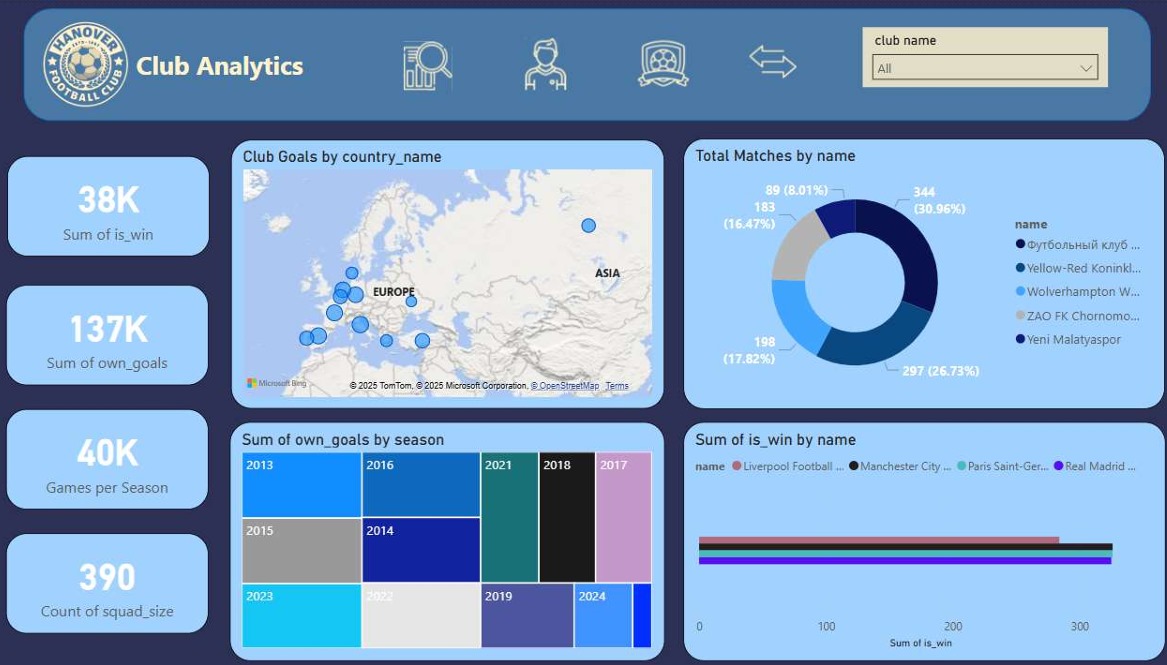 HANOVER
ESTD 1887
FOOTBALL CLUB
Club Analytics
club name
All
38K
Sum of is_win
137K
Sum of own_goals
40K
Games per Season
390
Count of squad_size
Club Goals by country_name
EUROPE
ASIA
Microsoft Bing
© 2025 TomTom, © 2025 Microsoft Corporation, © OpenStreetMap Terms
Total Matches by name
89 (8.01%)
344
(30.96%)
183
(16.47%)
198
(17.82%)
297 (26.73%)
name
Футбольный клуб ...
Yellow-Red Koninkl...
Wolverhampton W...
ZAO FK Chornomo...
Yeni Malatyaspor
Sum of own_goals by season
2013
2016
2021
2018
2017
2015
2014
2023
2022
2019
2024
Sum of is_win by name
name Liverpool Football ... Manchester City ... Paris Saint-Ger... Real Madrid ...
0 100 200 300
Sum of is_win